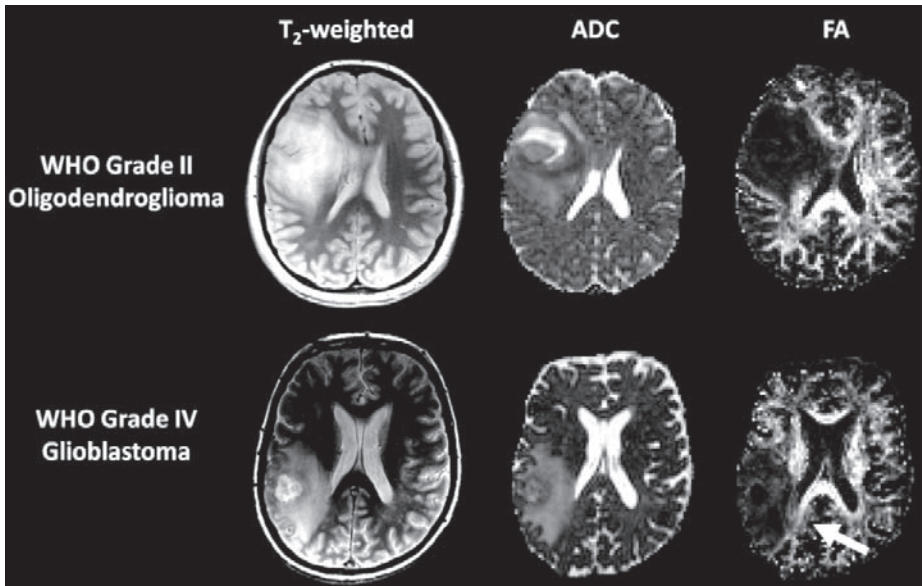 T₂-weighted ADC FA
WHO Grade II
Oligodendroglioma
WHO Grade IV
Glioblastoma